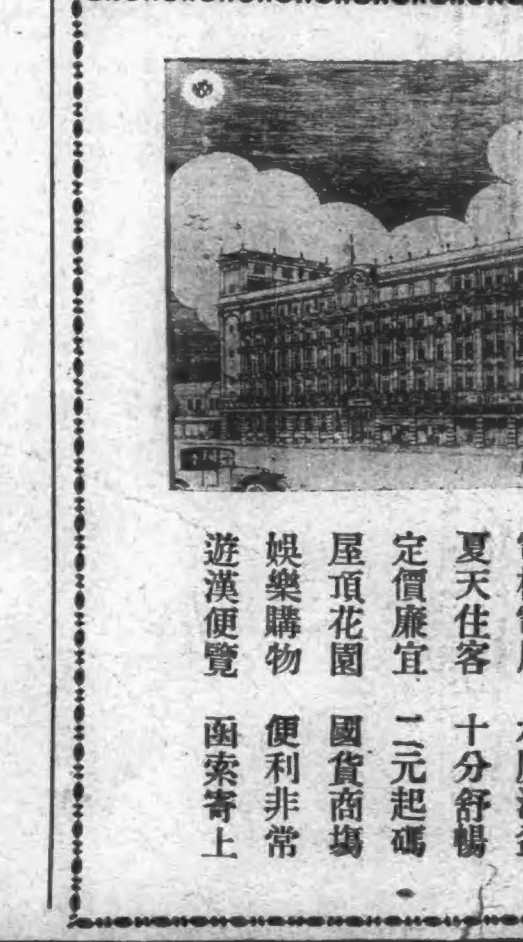 夏天住客 十分舒暢
定價廉宜 二元起碼
屋頂花園 國貨商塲
娛樂購物 便利非常
遊漢便覽 函索寄上